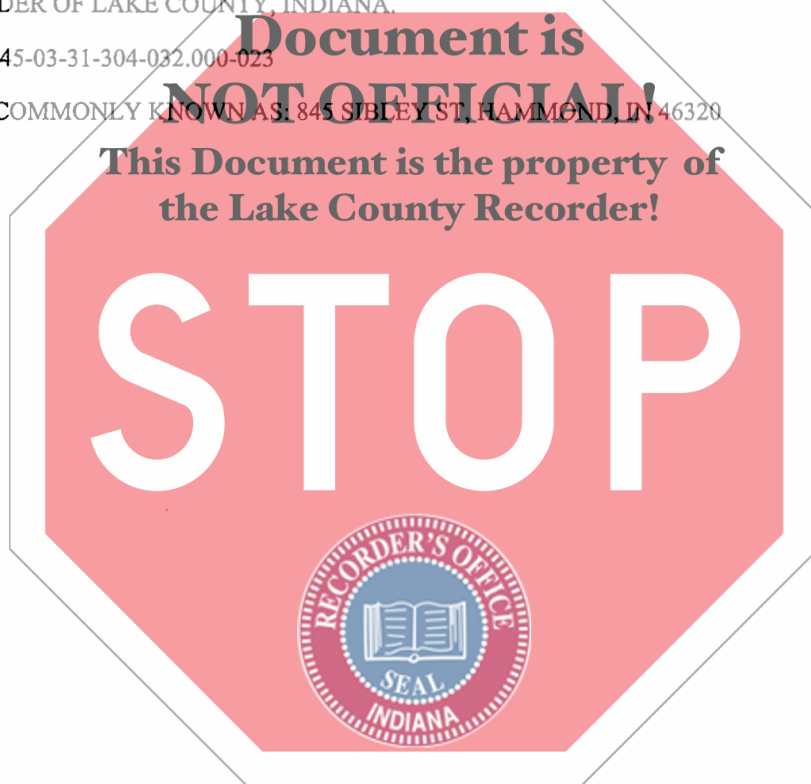 DER OF LAKE COUNTY, INDIANA.
Document is
45-03-31-304-032.000-023
NOT OFFICIAL!
COMMONLY KNOWN AS: 845 SIBLEY ST, HAMMOND, IN 46320
This Document is the property of
the Lake County Recorder!
STOP
RECORDER'S OFFICE
SEAL
INDIANA